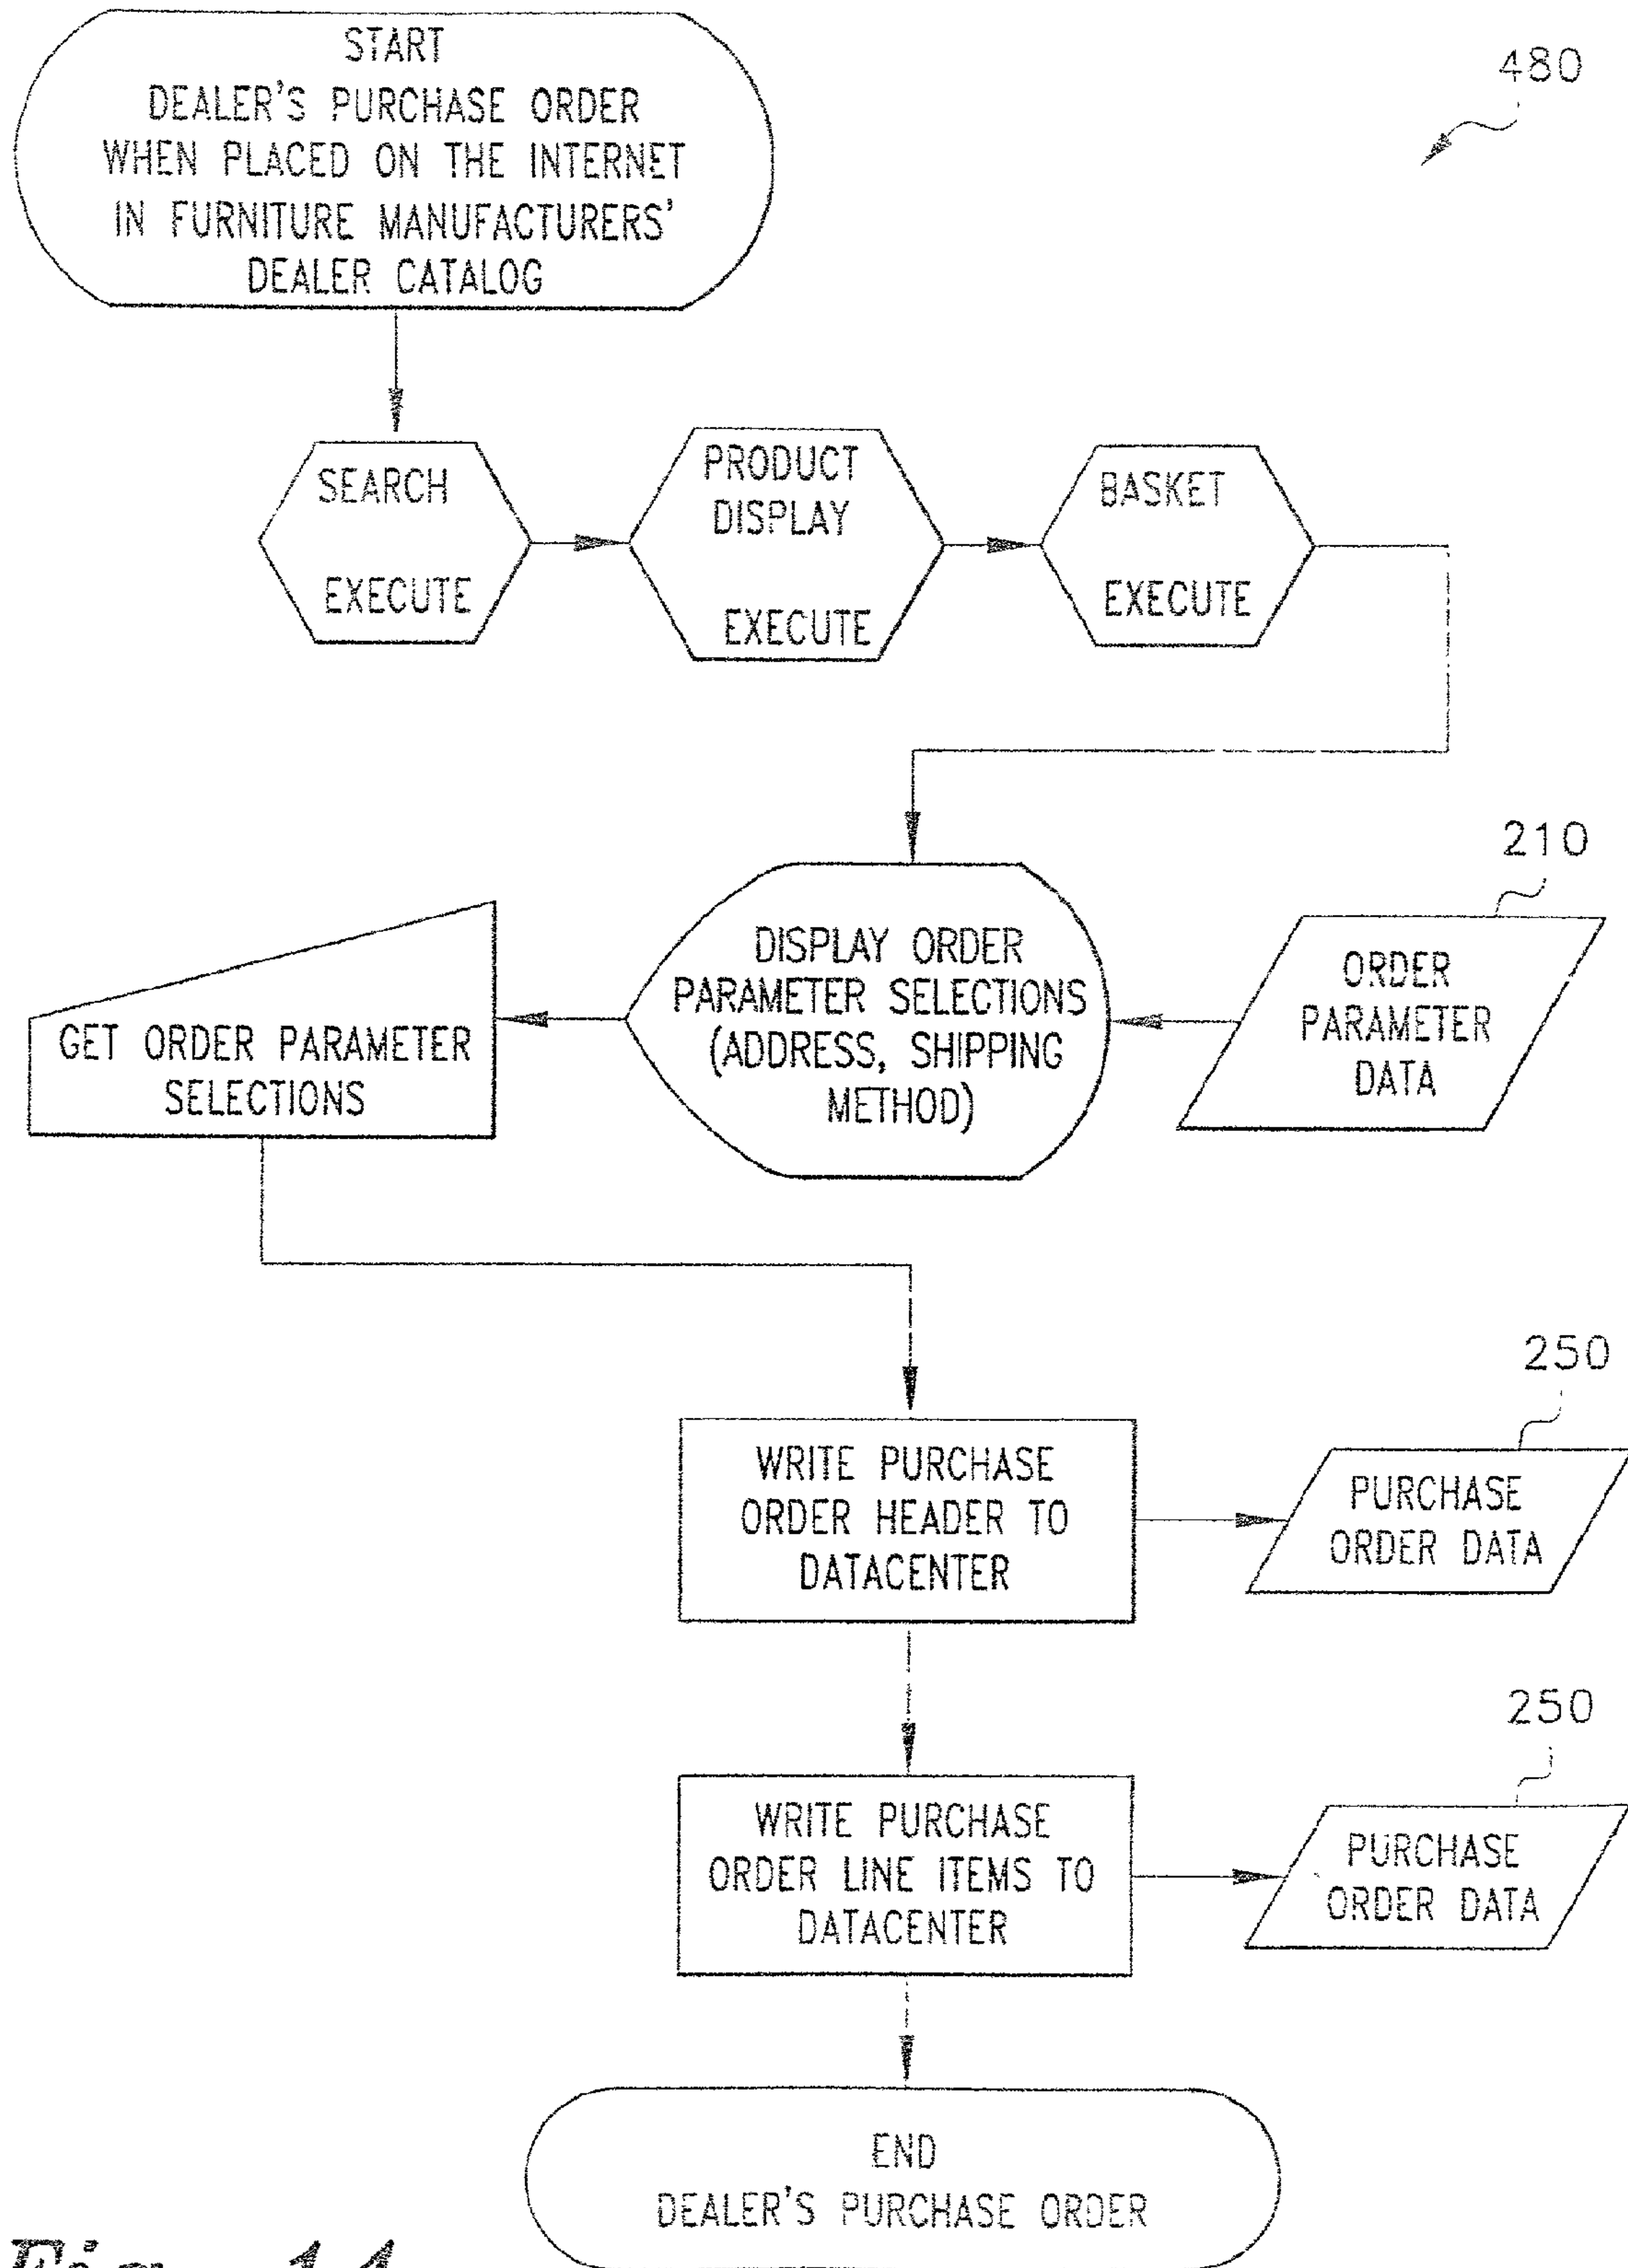 START
DEALER'S PURCHASE ORDER
WHEN PLACED ON THE INTERNET
IN FURNITURE MANUFACTURERS'
DEALER CATALOG
480
SEARCH
EXECUTE
PRODUCT
DISPLAY
EXECUTE
BASKET
EXECUTE
210
ORDER
PARAMETER
DATA
DISPLAY ORDER
PARAMETER SELECTIONS
(ADDRESS, SHIPPING
METHOD)
GET ORDER PARAMETER
SELECTIONS
WRITE PURCHASE
ORDER HEADER TO
DATACENTER
250
PURCHASE
ORDER DATA
WRITE PURCHASE
ORDER LINE ITEMS TO
DATACENTER
250
PURCHASE
ORDER DATA
END
DEALER'S PURCHASE ORDER